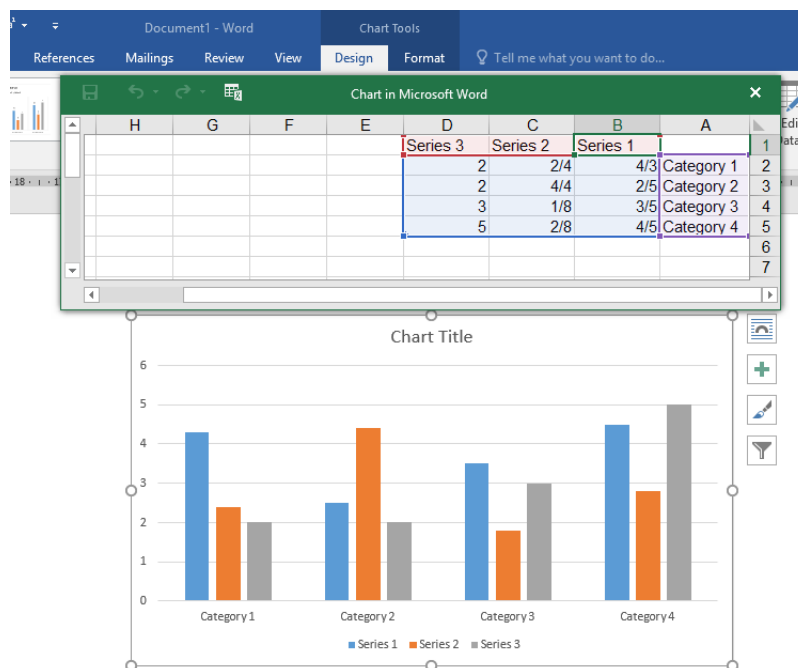 Document1 - Word
Chart Tools
References Mailings Review View Design Format Tell me what you want to do...
Chart in Microsoft Word
H G F E D C B A
Series 3 Series 2 Series 1 1
2 2/4 4/3 Category 1 2
2 4/4 2/5 Category 2 3
3 1/8 3/5 Category 3 4
5 2/8 4/5 Category 4 5
6
7
18
Chart Title
6
5
4
3
2
1
0
Category 1 Category 2 Category 3 Category 4
Series 1 Series 2 Series 3